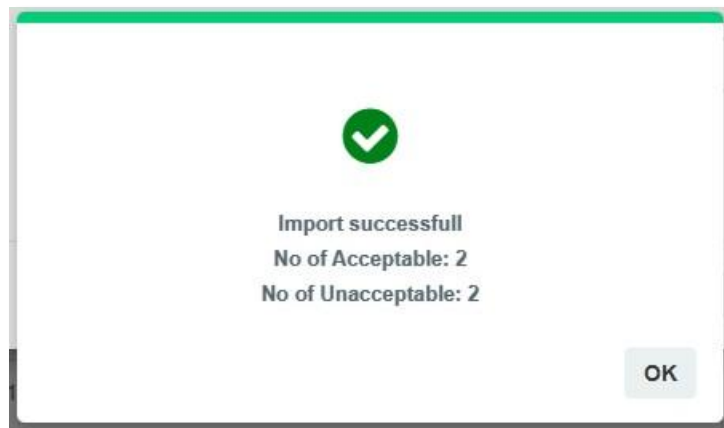 Import successfull
No of Acceptable: 2
No of Unacceptable: 2
OK